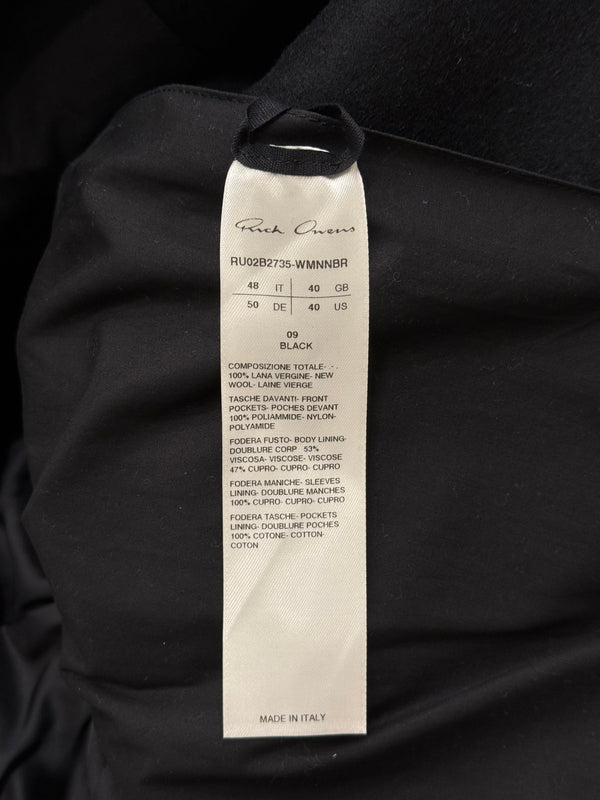 Rick Owens
RU02B2735-WMNNBR
48 IT 40 GB
50 DE 40 US
09
BLACK
COMPOSIZIONE TOTALE- .- .
100% LANA VERGINE- NEW
WOOL- LAINE VIERGE
TASCHE DAVANTI- FRONT
POCKETS- POCHES DEVANT
100% POLIAMMIDE- NYLON-
POLYAMIDE
FODERA FUSTO- BODY LINING-
DOUBLURE CORP 53%
VISCOSA- VISCOSE- VISCOSE
47% CUPRO- CUPRO- CUPRO
FODERA MANICHE- SLEEVES
LINING- DOUBLURE MANCHES
100% CUPRO- CUPRO- CUPRO
FODERA TASCHE- POCKETS
LINING- DOUBLURE POCHES
100% COTONE- COTTON-
COTON
MADE IN ITALY